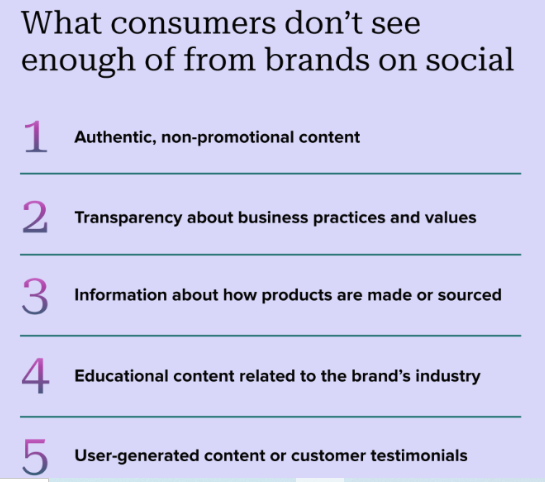 What consumers don’t see
enough of from brands on social
1 Authentic, non-promotional content
2 Transparency about business practices and values
3 Information about how products are made or sourced
4 Educational content related to the brand’s industry
5 User-generated content or customer testimonials